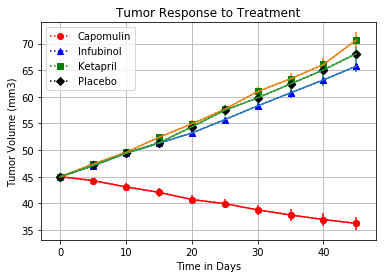 Tumor Response to Treatment
Tumor Volume (mm3)
70
65
60
55
50
45
40
35
Capomulin
Infubinol
Ketapril
Placebo
0
10
20
30
40
Time in Days